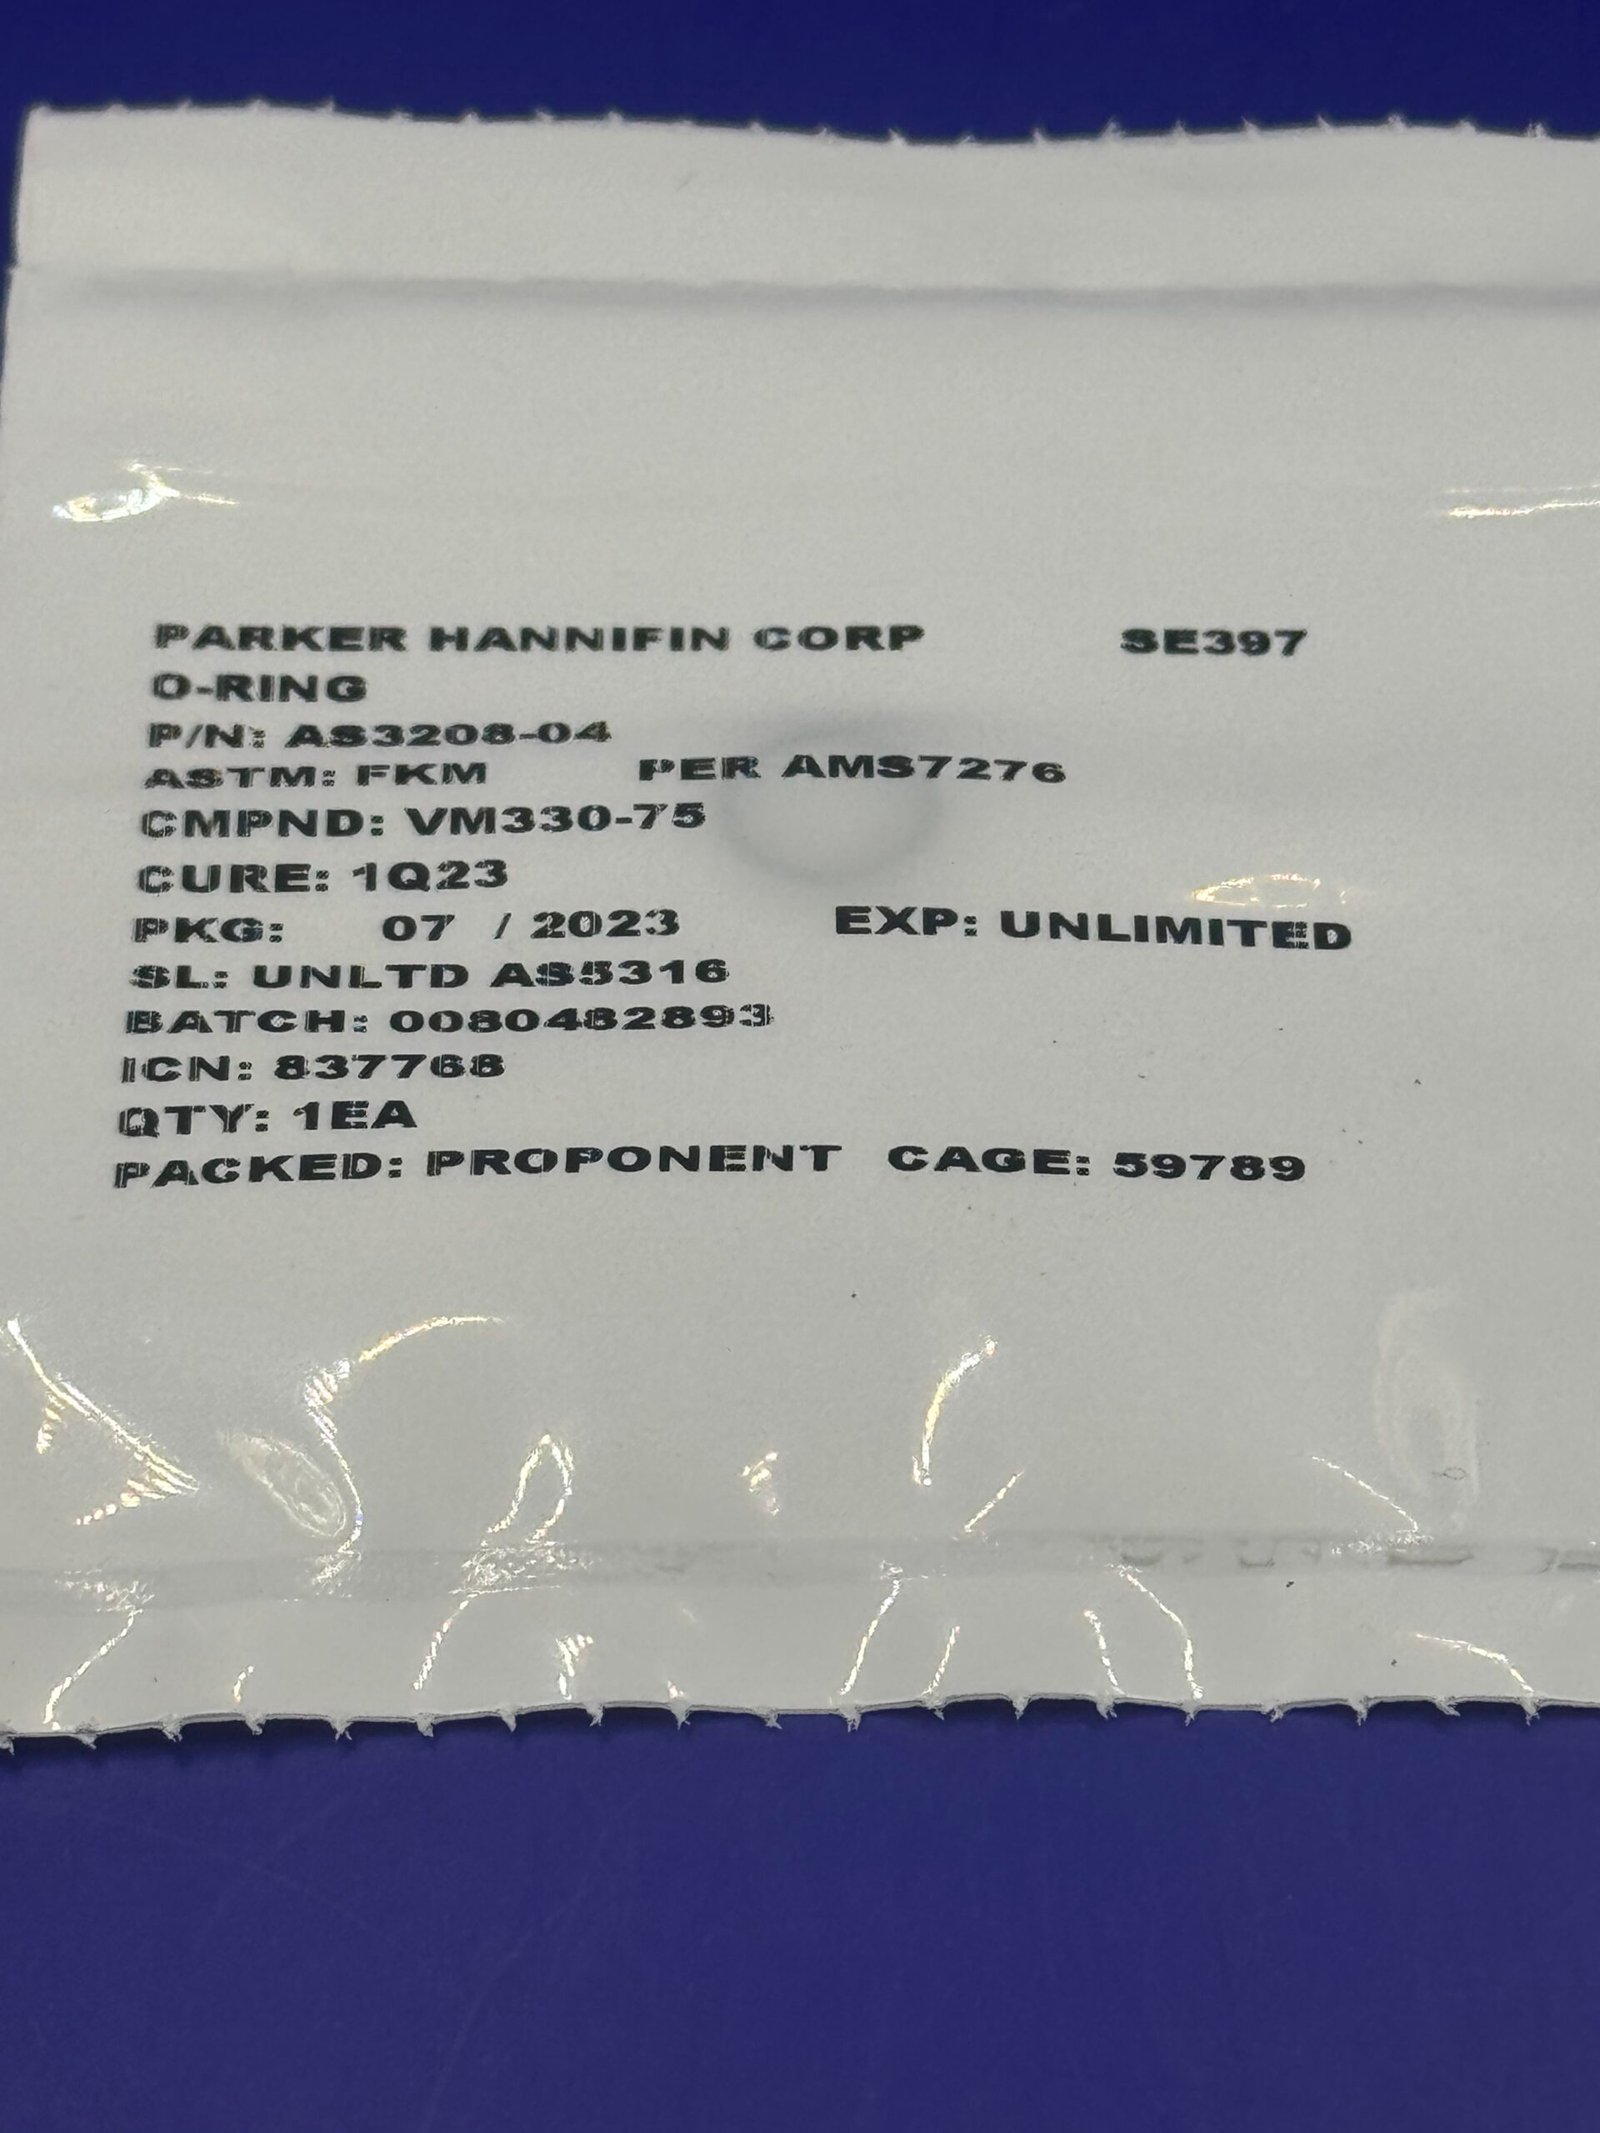 PARKER HANNIFIN CORP SE397
O-RING
P/N: AS3208-04
ASTM: FKM PER AMS7276
CMPND: VM330-75
CURE: 1Q23
PKG: 07 / 2023 EXP: UNLIMITED
SL: UNLTD AS5316
BATCH: 0080482893
ICN: 837768
QTY: 1EA
PACKED: PROPONENT CAGE: 59789